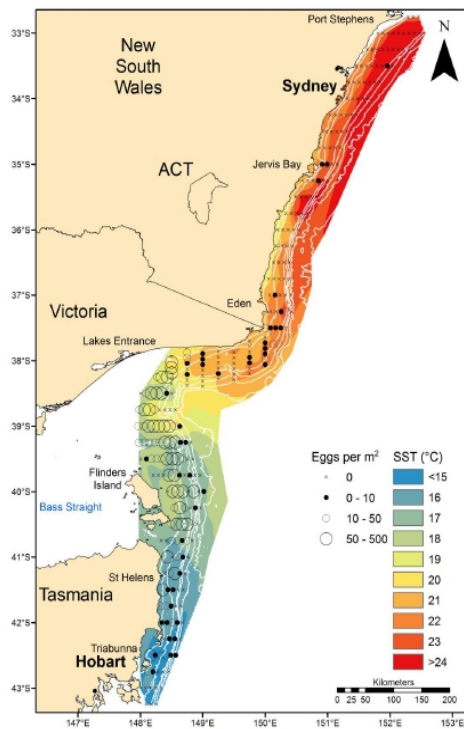 Port Stephens
33°S
New
South
Wales
N
Sydney
34°S
35°S
Jervis Bay
ACT
36°S
37°S
Eden
Victoria
Lakes Entrance
38°S
39°S
Eggs per m²
SST (°C)
× 0
<15
0 - 10
16
10 - 50
17
50 - 500
18
19
20
21
22
23
>24
Flinders
Island
40°S
Bass Straight
41°S
St Helens
Tasmania
42°S
Triabunna
Hobart
43°S
Kilometers
0 25 50 100 150 200
147°E 148°E 149°E 150°E 151°E 152°E 153°E